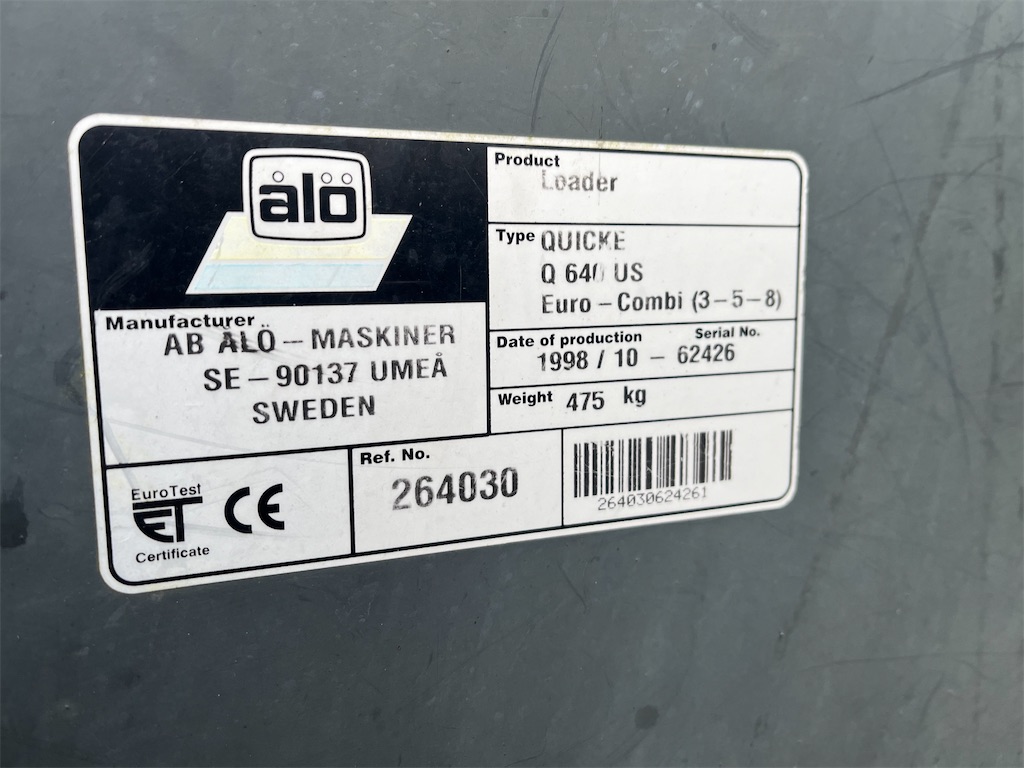 ålö
Manufacturer
AB ÅLÖ – MASKINER
SE – 90137 UMEÅ
SWEDEN
Product
Loader
Type QUICKE
Q 640 US
Euro – Combi (3–5–8)
Date of production Serial No.
1998 / 10 – 62426
Weight 475 kg
EuroTest
ET
Certificate
CE
Ref. No.
264030
264030624261